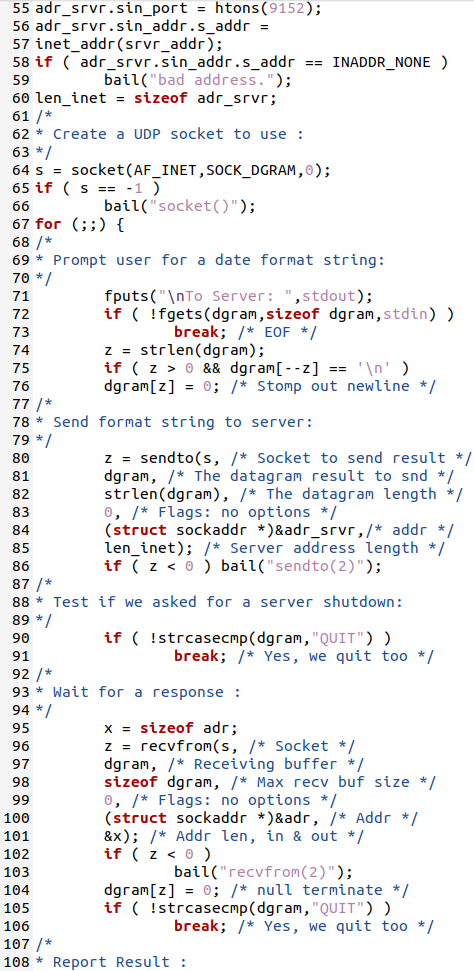 55 adr_srvr.sin_port = htons(9152);
56 adr_srvr.sin_addr.s_addr =
57 inet_addr(srvr_addr);
58 if ( adr_srvr.sin_addr.s_addr == INADDR_NONE )
59         bail("bad address.");
60 len_inet = sizeof adr_srvr;
61 /*
62 * Create a UDP socket to use :
63 */
64 s = socket(AF_INET,SOCK_DGRAM,0);
65 if ( s == -1 )
66         bail("socket()");
67 for (;;) {
68 /*
69 * Prompt user for a date format string:
70 */
71         fputs("\nTo Server: ",stdout);
72         if ( !fgets(dgram,sizeof dgram,stdin) )
73                 break; /* EOF */
74         z = strlen(dgram);
75         if ( z > 0 && dgram[--z] == '\n' )
76         dgram[z] = 0; /* Stomp out newline */
77 /*
78 * Send format string to server:
79 */
80         z = sendto(s, /* Socket to send result */
81         dgram, /* The datagram result to snd */
82         strlen(dgram), /* The datagram length */
83         0, /* Flags: no options */
84         (struct sockaddr *)&adr_srvr,/* addr */
85         len_inet); /* Server address length */
86         if ( z < 0 ) bail("sendto(2)");
87 /*
88 * Test if we asked for a server shutdown:
89 */
90         if ( !strcasecmp(dgram,"QUIT") )
91                 break; /* Yes, we quit too */
92 /*
93 * Wait for a response :
94 */
95         x = sizeof adr;
96         z = recvfrom(s, /* Socket */
97         dgram, /* Receiving buffer */
98         sizeof dgram, /* Max recv buf size */
99         0, /* Flags: no options */
100         (struct sockaddr *)&adr, /* Addr */
101         &x); /* Addr len, in & out */
102         if ( z < 0 )
103                 bail("recvfrom(2)");
104         dgram[z] = 0; /* null terminate */
105         if ( !strcasecmp(dgram,"QUIT") )
106                 break; /* Yes, we quit too */
107 /*
108 * Report Result :